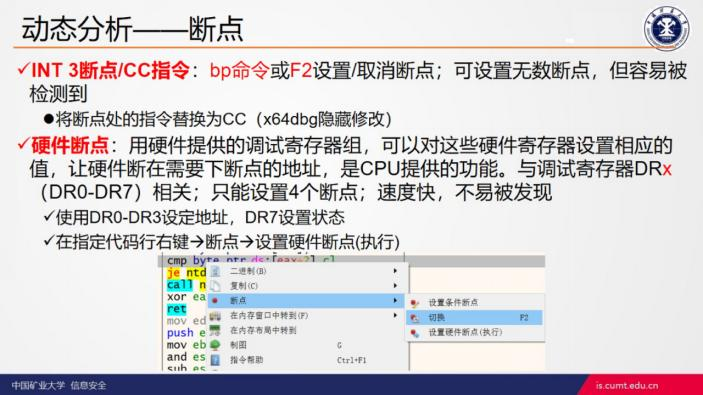 动态分析——断点
✓INT 3断点/CC指令：bp命令或F2设置/取消断点；可设置无数断点，但容易被
检测到
●将断点处的指令替换为CC（x64dbg隐藏修改）
✓硬件断点：用硬件提供的调试寄存器组，可以对这些硬件寄存器设置相应的
值，让硬件断在需要下断点的地址，是CPU提供的功能。与调试寄存器DRx
（DR0-DR7）相关；只能设置4个断点；速度快，不易被发现
✓使用DR0-DR3设定地址，DR7设置状态
✓在指定代码行右键→断点→设置硬件断点(执行)
cmp byte ptr ds:[eax+2],cl
je ntd
二进制(B)
call n
复制(C)
xor ea
断点
设置条件断点
ret
在内存窗口中转到(F)
切换 F2
mov ed
在内存布局中转到
设置硬件断点(执行)
push e
mov eb
制图 G
and es
指令帮助 Ctrl+F1
sub es
中国矿业大学 信息安全
is.cumt.edu.cn